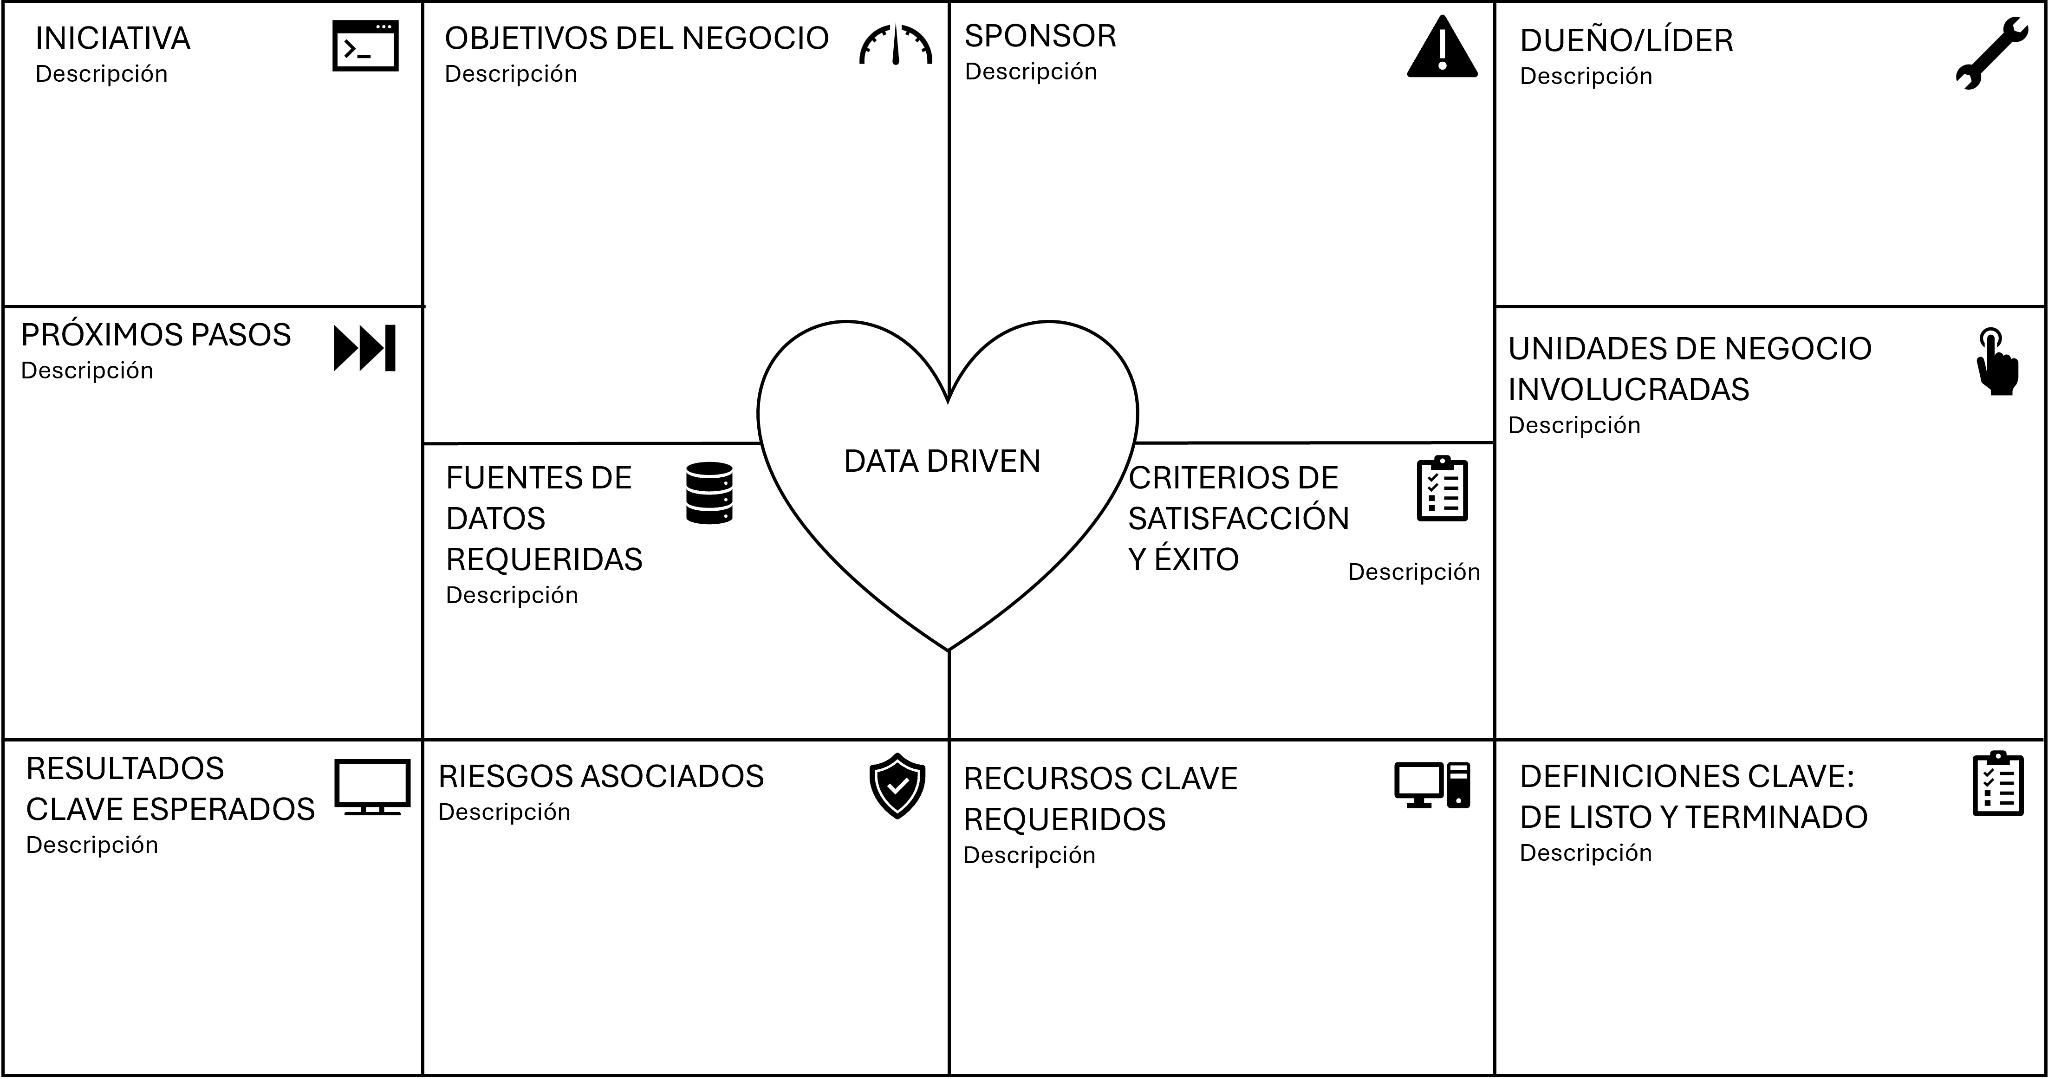 INICIATIVA
Descripción
OBJETIVOS DEL NEGOCIO
Descripción
SPONSOR
Descripción
DUEÑO/LÍDER
Descripción
PRÓXIMOS PASOS
Descripción
UNIDADES DE NEGOCIO
INVOLUCRADAS
Descripción
DATA DRIVEN
FUENTES DE
DATOS
REQUERIDAS
Descripción
CRITERIOS DE
SATISFACCIÓN
Y ÉXITO
Descripción
RESULTADOS
CLAVE ESPERADOS
Descripción
RIESGOS ASOCIADOS
Descripción
RECURSOS CLAVE
REQUERIDOS
Descripción
DEFINICIONES CLAVE:
DE LISTO Y TERMINADO
Descripción